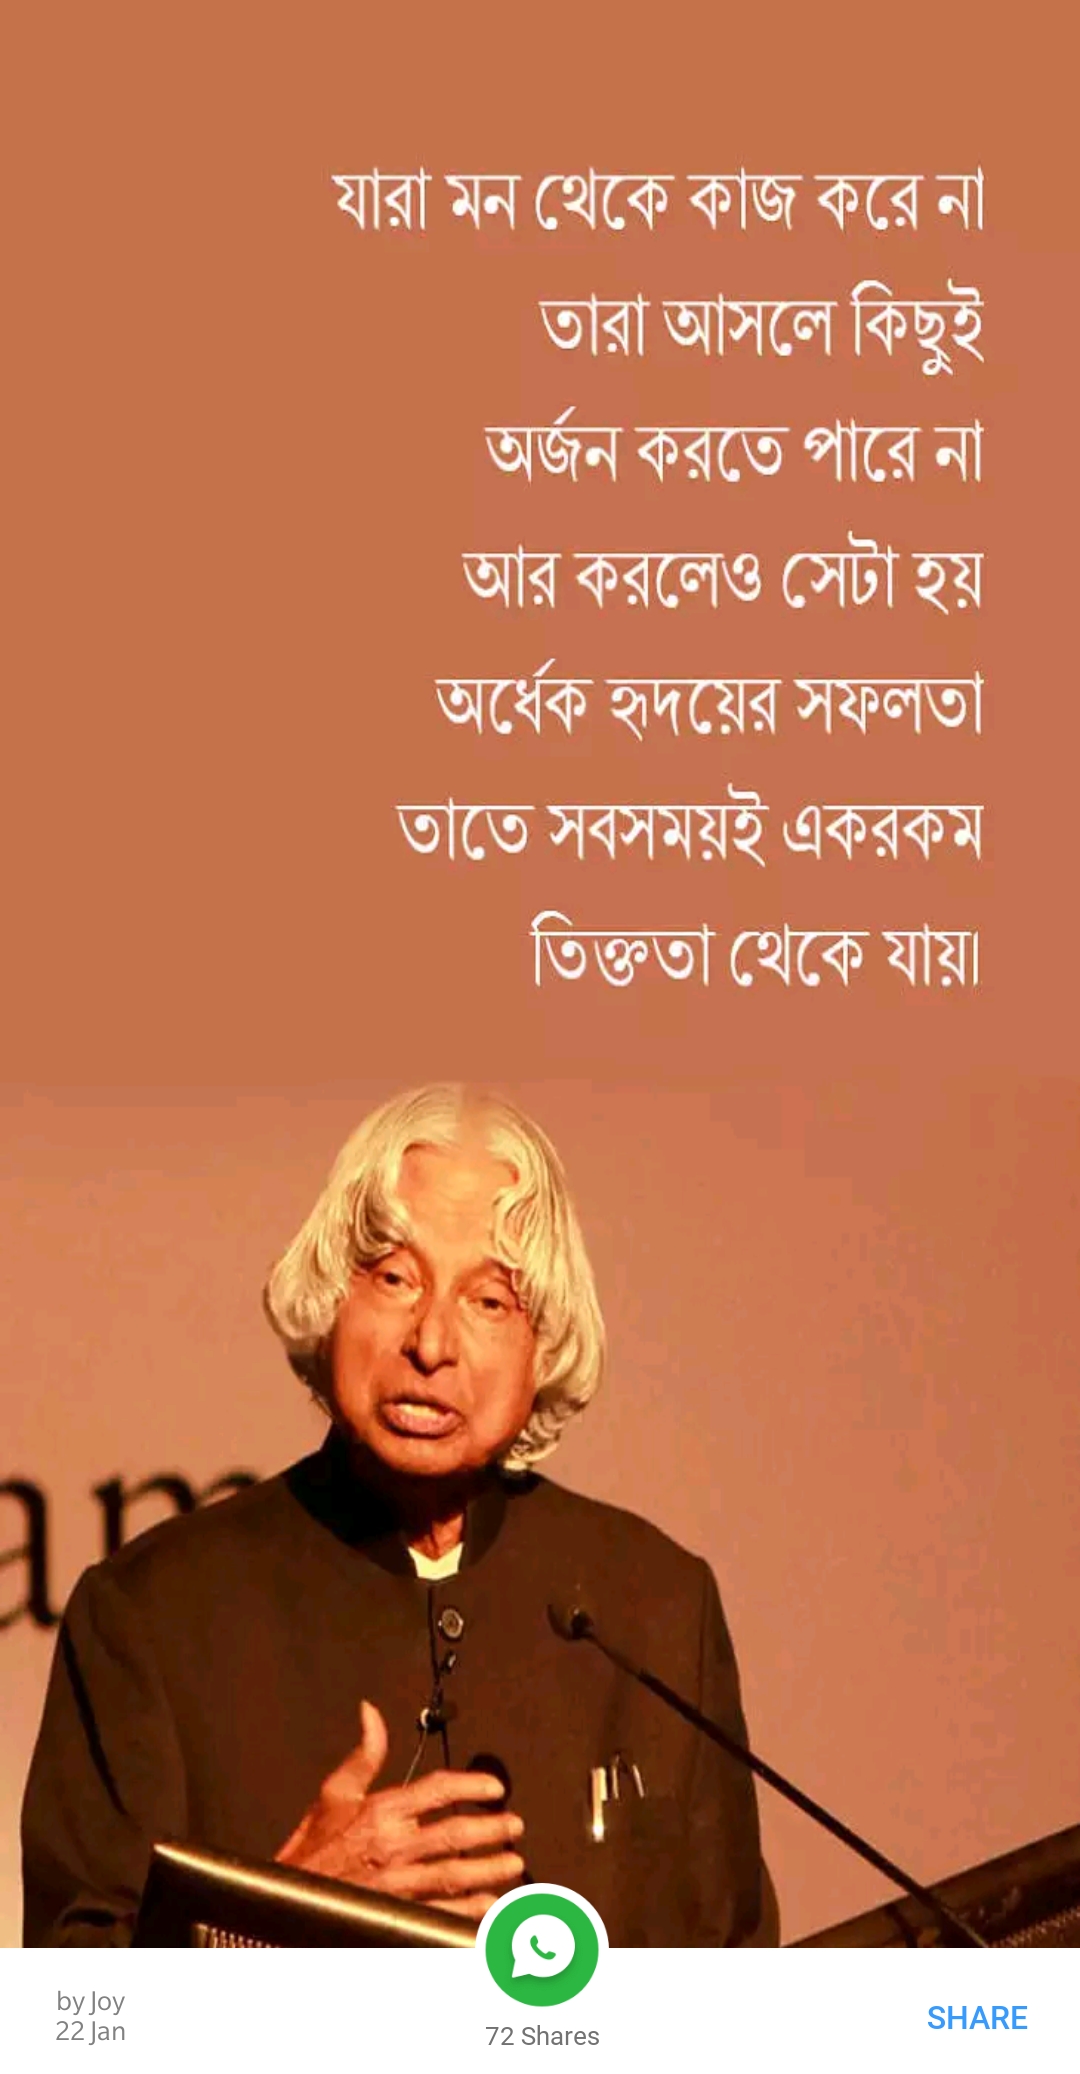 যারা মন থেকে কাজ করে না
তারা আসলে কিছুই
অর্জন করতে পারে না
আর করলেও সেটা হয়
অর্ধেক হৃদয়ের সফলতা
তাতে সবসময়ই একরকম
তিক্ততা থেকে যায়।
am
by Joy
22 Jan
72 Shares
SHARE